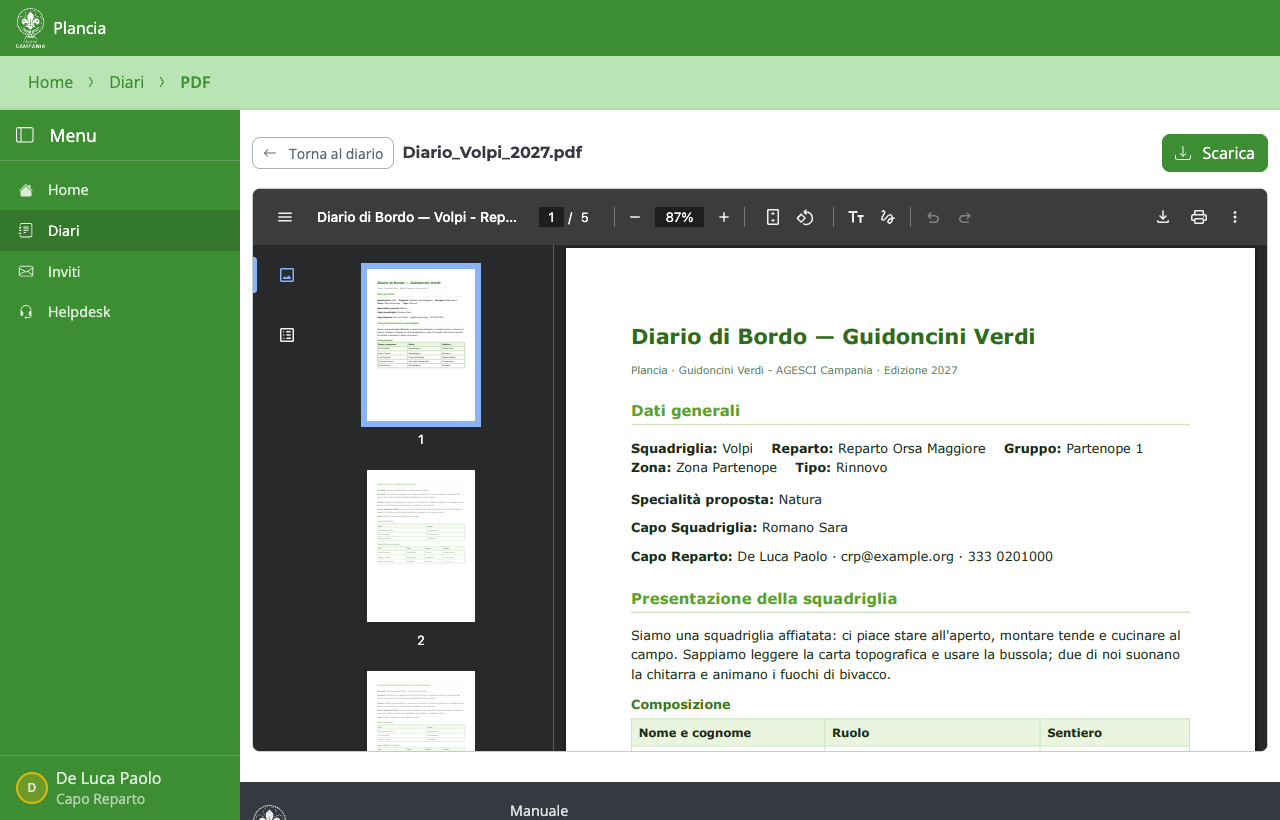 CAMPANIA
Plancia
Home
Diari
PDF
Menu
Home
Diari
Inviti
Helpdesk
D
De Luca Paolo
Capo Reparto
Torna al diario
Diario_Volpi_2027.pdf
Scarica
Diario di Bordo — Volpi - Rep...
1 / 5
87%
1
2
Diario di Bordo — Guidoncini Verdi
Plancia · Guidoncini Verdi - AGESCI Campania · Edizione 2027
Dati generali
Squadriglia: Volpi Reparto: Reparto Orsa Maggiore Gruppo: Partenope 1
Zona: Zona Partenope Tipo: Rinnovo
Specialità proposta: Natura
Capo Squadriglia: Romano Sara
Capo Reparto: De Luca Paolo · crp@example.org · 333 0201000
Presentazione della squadriglia
Siamo una squadriglia affiatata: ci piace stare all'aperto, montare tende e cucinare al
campo. Sappiamo leggere la carta topografica e usare la bussola; due di noi suonano
la chitarra e animano i fuochi di bivacco.
Composizione
Nome e cognome Ruolo Sentiero
Manuale